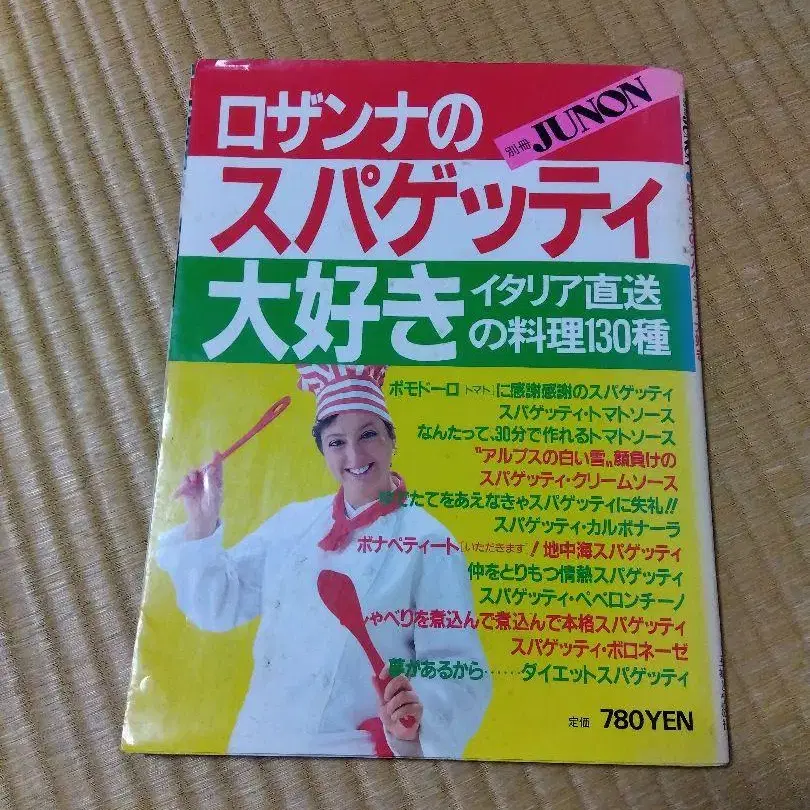 ロザンナの
別冊 JUNON
スパゲッティ
大好き
イタリア直送
の料理130種
ポモドーロ[トマト]に感謝感謝のスパゲッティ
スパゲッティ・トマトソース
なんたって、30分で作れるトマトソース
"アルプスの白い雪"顔負けの
スパゲッティ・クリームソース
たてをあえなきゃスパゲッティに失礼!!
スパゲッティ・カルボナーラ
ボナペティート[いただきます]!地中海スパゲッティ
仲をとりもつ情熱スパゲッティ
スパゲッティ・ペペロンチーノ
しゃべりを煮込んで煮込んで本格スパゲッティ
スパゲッティ・ボロネーゼ
夢があるから……ダイエットスパゲッティ
定価 780YEN